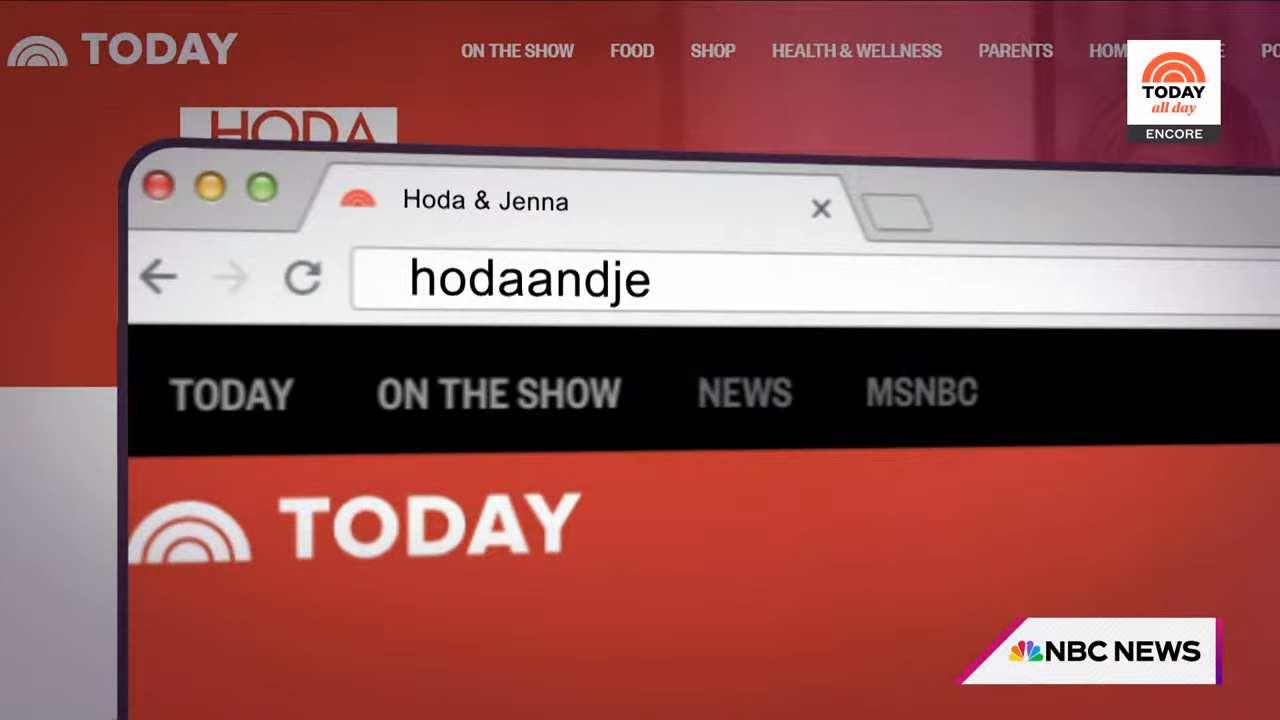 TODAY
ON THE SHOW FOOD SHOP HEALTH & WELLNESS PARENTS
TODAY
all day
ENCORE
HODA
Hoda & Jenna
hodaandje
TODAY ON THE SHOW NEWS MSNBC
TODAY
NBC NEWS